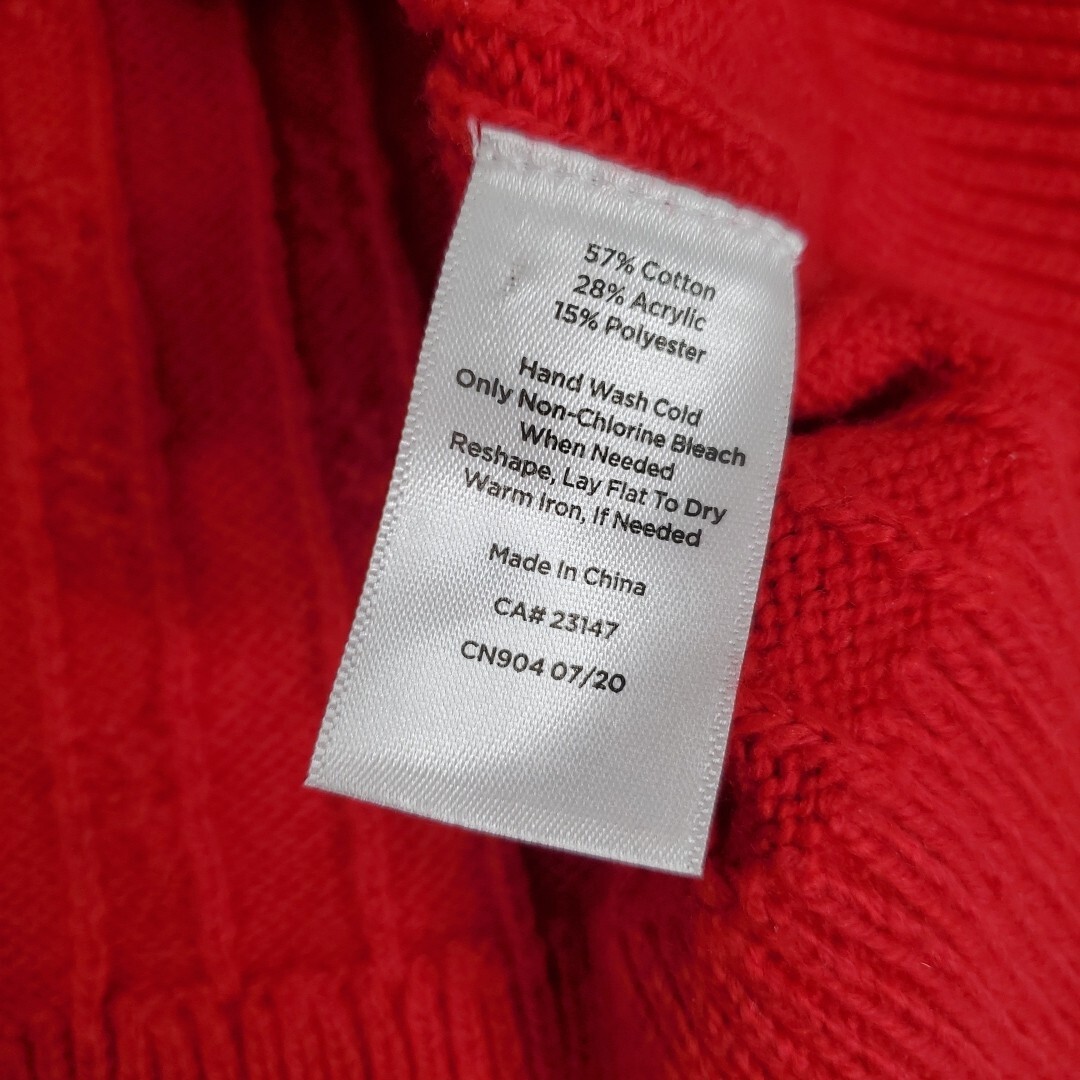 57% Cotton
28% Acrylic
15% Polyester
Hand Wash Cold
Only Non-Chlorine Bleach
When Needed
Reshape, Lay Flat To Dry
Warm Iron, If Needed
Made In China
CA# 23147
CN904 07/20